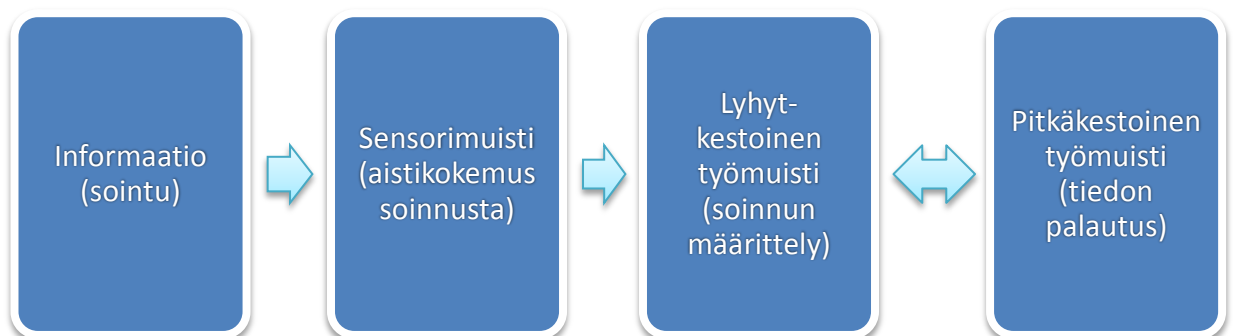 Informaatio
(sointu)
Sensorimuisti
(aistikokemus
soinnusta)
Lyhyt-
kestoinen
työmuisti
(soinnun
määrittely)
Pitkäkestoinen
työmuisti
(tiedon
palautus)